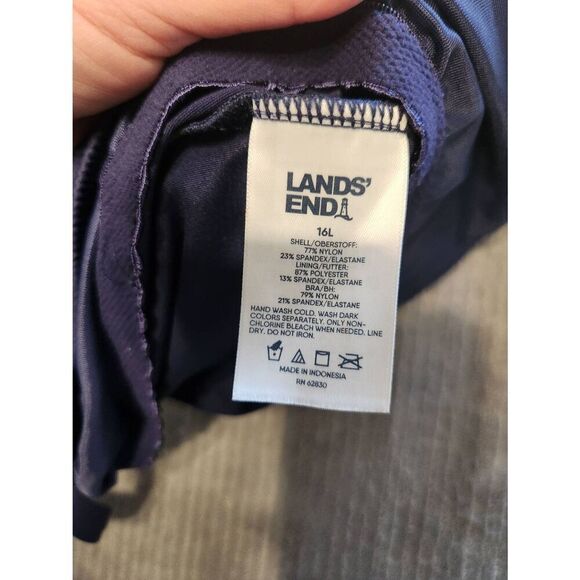 LANDS'
END
16L
SHELL/OBERSTOFF:
77% NYLON
23% SPANDEX/ELASTANE
LINING/FUTTER:
87% POLYESTER
13% SPANDEX/ELASTANE
BRA/BH:
79% NYLON
21% SPANDEX/ELASTANE
HAND WASH COLD. WASH DARK
COLORS SEPARATELY. ONLY NON-
CHLORINE BLEACH WHEN NEEDED. LINE
DRY. DO NOT IRON.
MADE IN INDONESIA
RN 62830